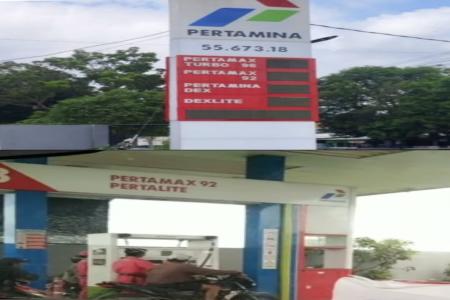 PERTAMINA
55.673.18
PERTAMAX
TURBO 98
PERTAMAX
92
PERTAMINA
DEX
DEXLITE
PERTAMAX 92
PERTALITE